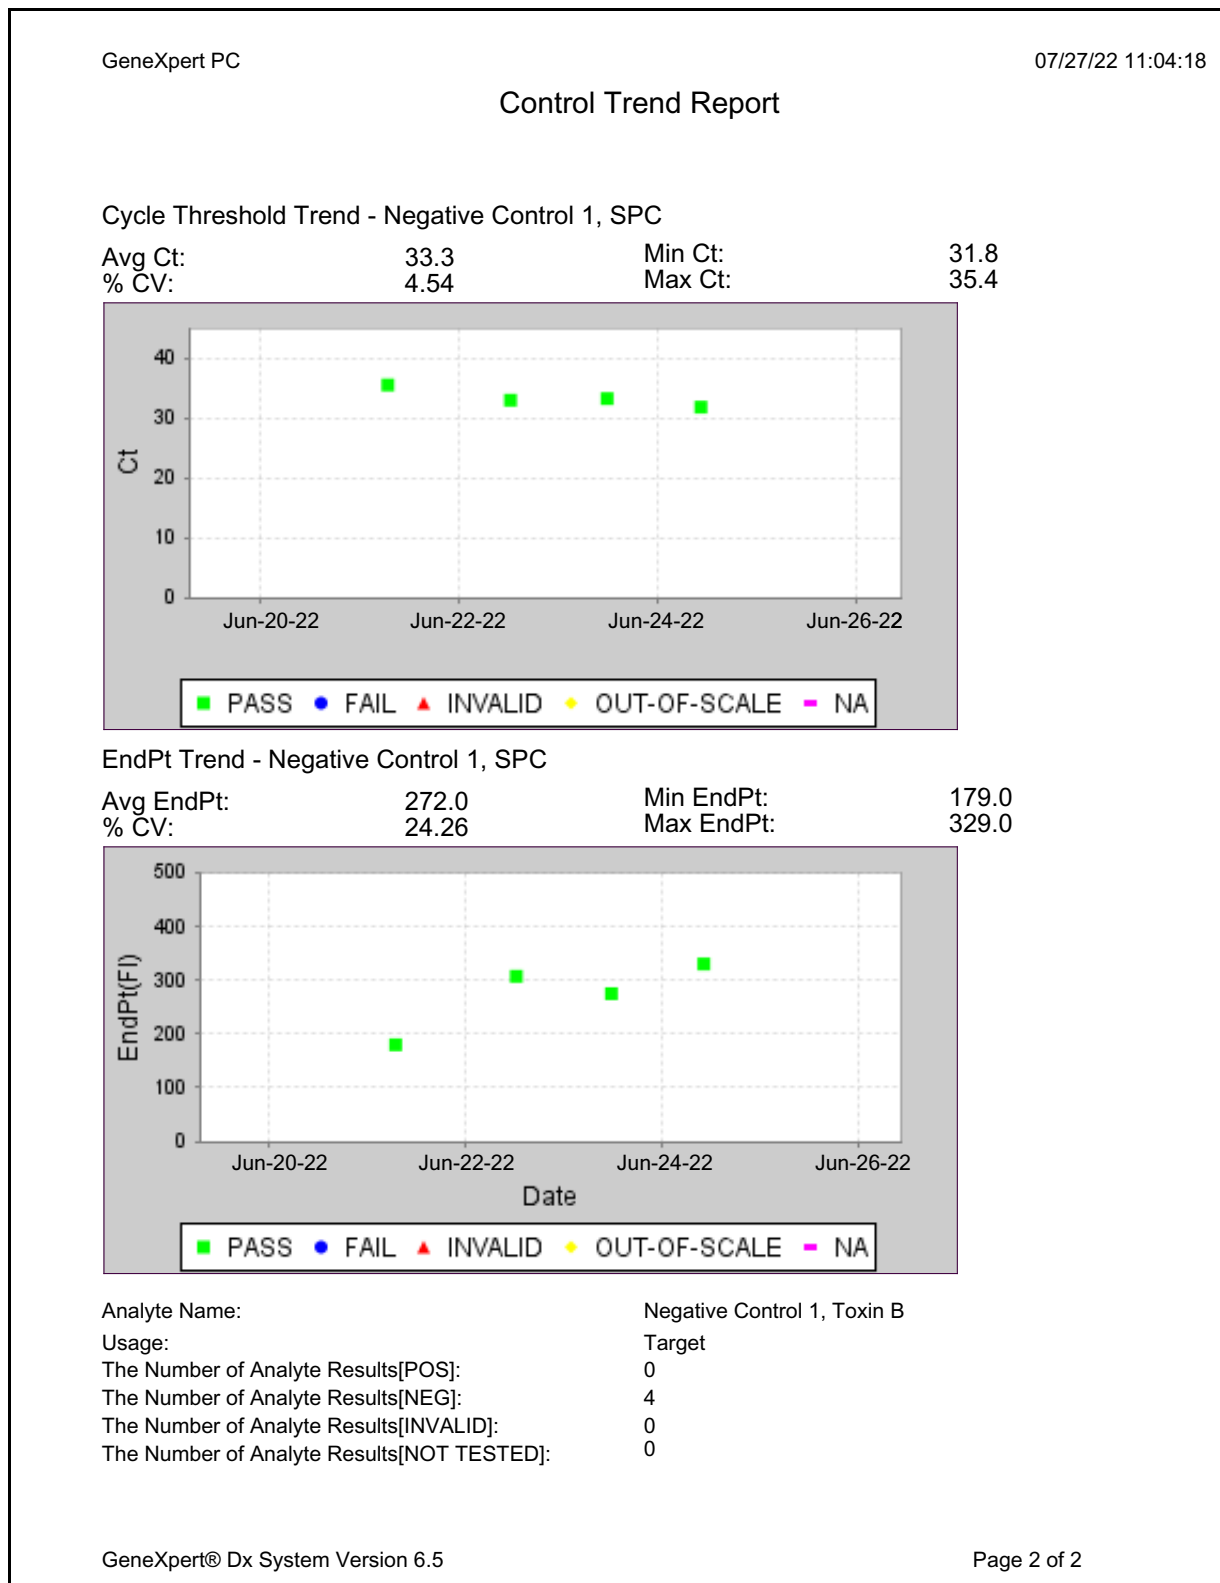 GeneXpert PC 07/27/22 11:04:18
Control Trend Report
Cycle Threshold Trend - Negative Control 1, SPC
Avg Ct: 33.3 Min Ct: 31.8
% CV: 4.54 Max Ct: 35.4
40
30
20
10
0
Ct
Jun-20-22 Jun-22-22 Jun-24-22 Jun-26-22
PASS FAIL INVALID OUT-OF-SCALE NA
EndPt Trend - Negative Control 1, SPC
Avg EndPt: 272.0 Min EndPt: 179.0
% CV: 24.26 Max EndPt: 329.0
500
400
300
200
100
0
EndPt(Fl)
Jun-20-22 Jun-22-22 Jun-24-22 Jun-26-22
Date
PASS FAIL INVALID OUT-OF-SCALE NA
Analyte Name: Negative Control 1, Toxin B
Usage: Target
The Number of Analyte Results[POS]: 0
The Number of Analyte Results[NEG]: 4
The Number of Analyte Results[INVALID]: 0
The Number of Analyte Results[NOT TESTED]: 0
GeneXpert® Dx System Version 6.5 Page 2 of 2